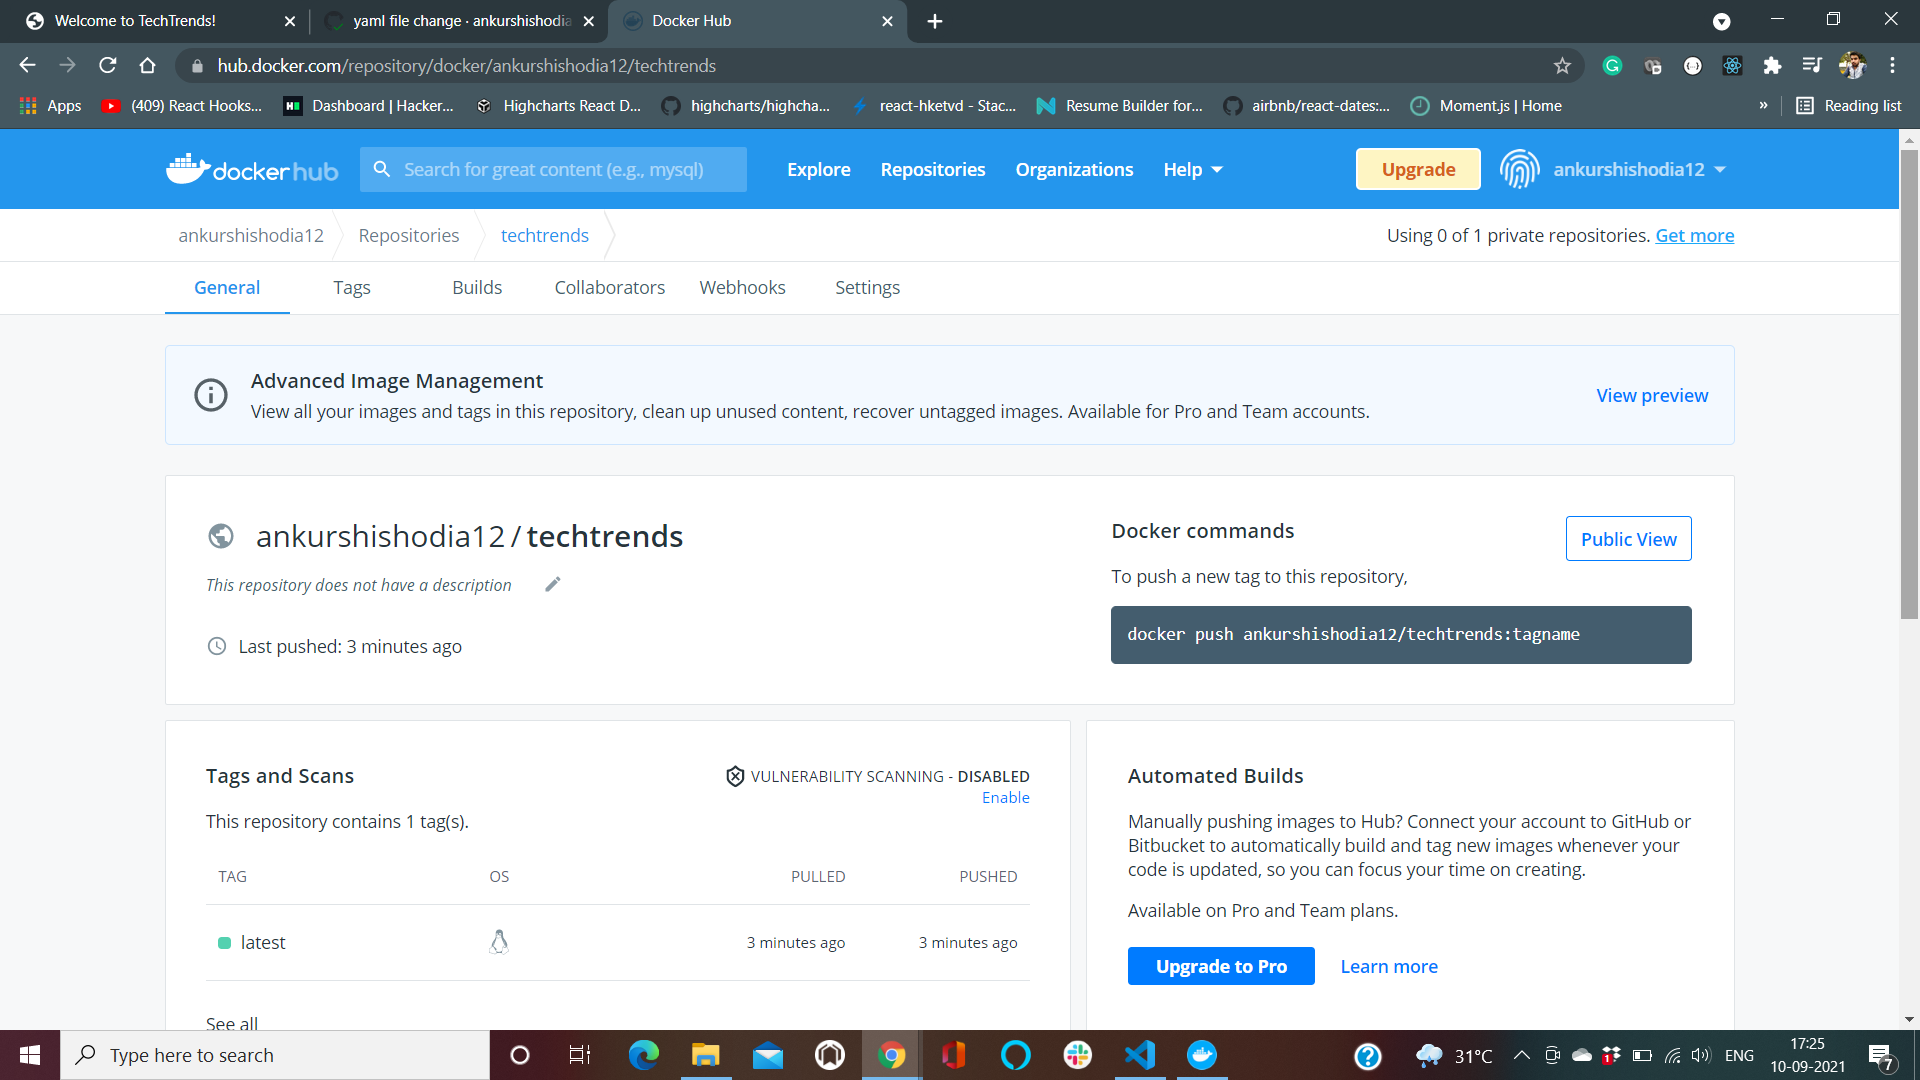 Welcome to TechTrends!
yaml file change · ankurshishodia
Docker Hub
hub.docker.com/repository/docker/ankurshishodia12/techtrends
Apps
(409) React Hooks...
Dashboard | Hacker...
Highcharts React D...
highcharts/highcha...
react-hketvd - Stac...
Resume Builder for...
airbnb/react-dates:...
Moment.js | Home
»
Reading list
docker hub
Search for great content (e.g., mysql)
Explore
Repositories
Organizations
Help
Upgrade
ankurshishodia12
ankurshishodia12
Repositories
techtrends
Using 0 of 1 private repositories. Get more
General
Tags
Builds
Collaborators
Webhooks
Settings
Advanced Image Management
View all your images and tags in this repository, clean up unused content, recover untagged images. Available for Pro and Team accounts.
View preview
ankurshishodia12 / techtrends
This repository does not have a description
Last pushed: 3 minutes ago
Docker commands
Public View
To push a new tag to this repository,
docker push ankurshishodia12/techtrends:tagname
Tags and Scans
VULNERABILITY SCANNING - DISABLED
Enable
This repository contains 1 tag(s).
TAG OS PULLED PUSHED
latest 3 minutes ago 3 minutes ago
See all
Automated Builds
Manually pushing images to Hub? Connect your account to GitHub or
Bitbucket to automatically build and tag new images whenever your
code is updated, so you can focus your time on creating.
Available on Pro and Team plans.
Upgrade to Pro
Learn more
Type here to search
31°C
ENG
17:25
10-09-2021
7